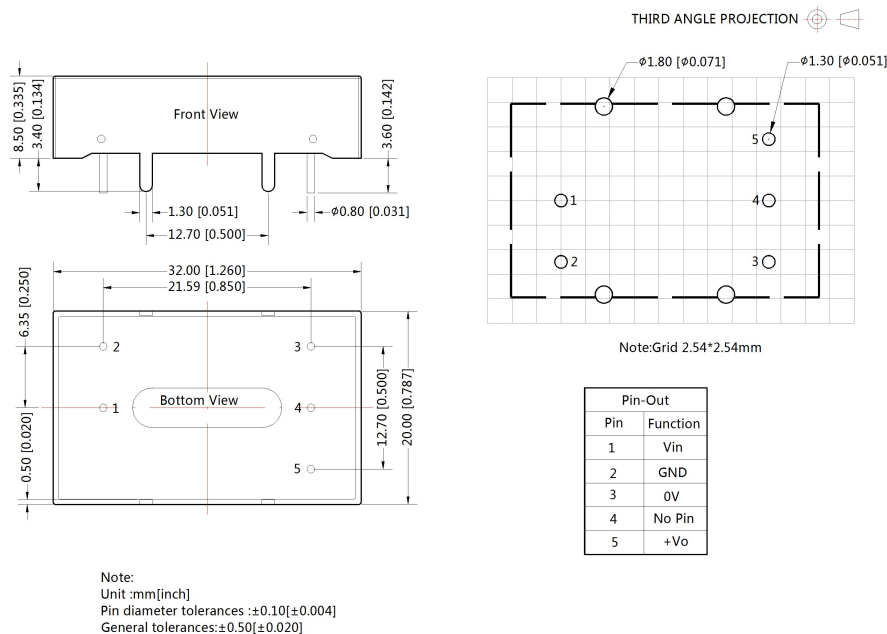 THIRD ANGLE PROJECTION
Front View
8.50 [0.335]
3.40 [0.134]
3.60 [0.142]
1.30 [0.051]
ϕ0.80 [0.031]
12.70 [0.500]
32.00 [1.260]
21.59 [0.850]
6.35 [0.250]
0.50 [0.020]
12.70 [0.500]
20.00 [0.787]
2
3
1
Bottom View
4
5
ϕ1.80 [ϕ0.071]
ϕ1.30 [ϕ0.051]
5
1
4
2
3
Note:Grid 2.54*2.54mm
Pin-Out
Pin Function
1 Vin
2 GND
3 0V
4 No Pin
5 +Vo
Note:
Unit :mm[inch]
Pin diameter tolerances :±0.10[±0.004]
General tolerances:±0.50[±0.020]